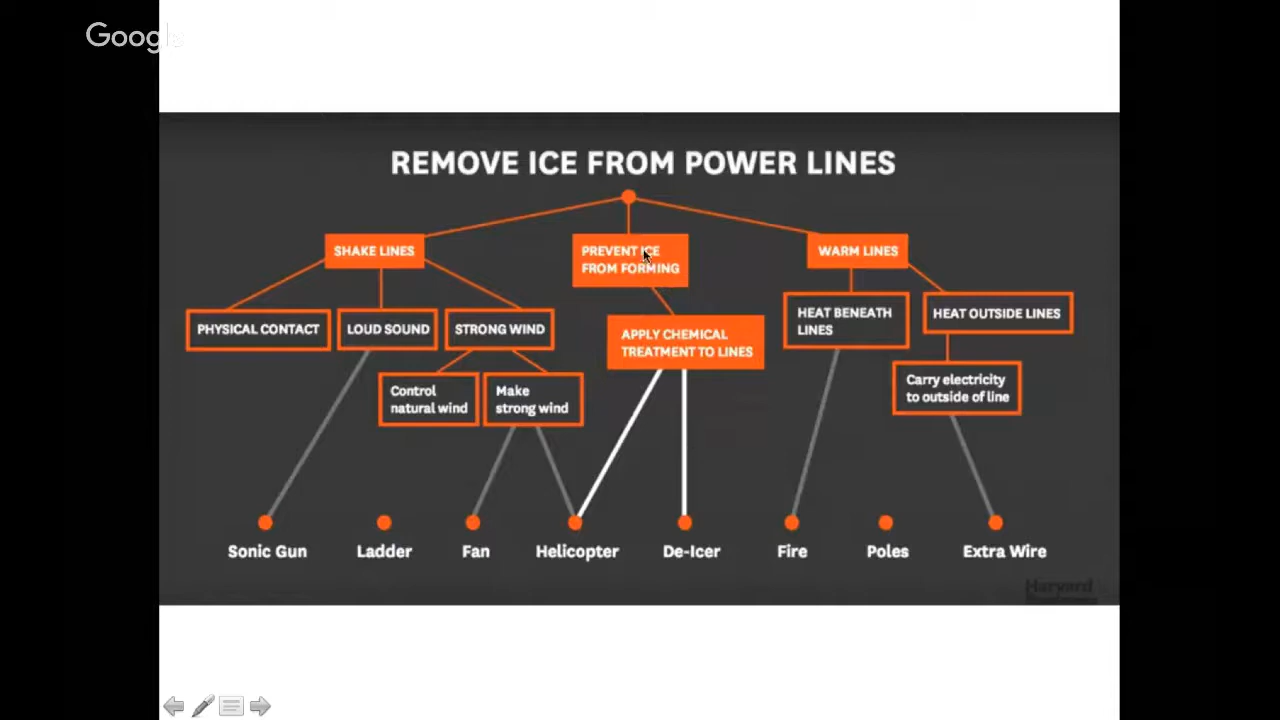 Google
REMOVE ICE FROM POWER LINES
SHAKE LINES
PREVENT ICE
FROM FORMING
WARM LINES
PHYSICAL CONTACT
LOUD SOUND
STRONG WIND
APPLY CHEMICAL
TREATMENT TO LINES
HEAT BENEATH
LINES
HEAT OUTSIDE LINES
Control
natural wind
Make
strong wind
Carry electricity
to outside of line
Sonic Gun
Ladder
Fan
Helicopter
De-Icer
Fire
Poles
Extra Wire
Harvard